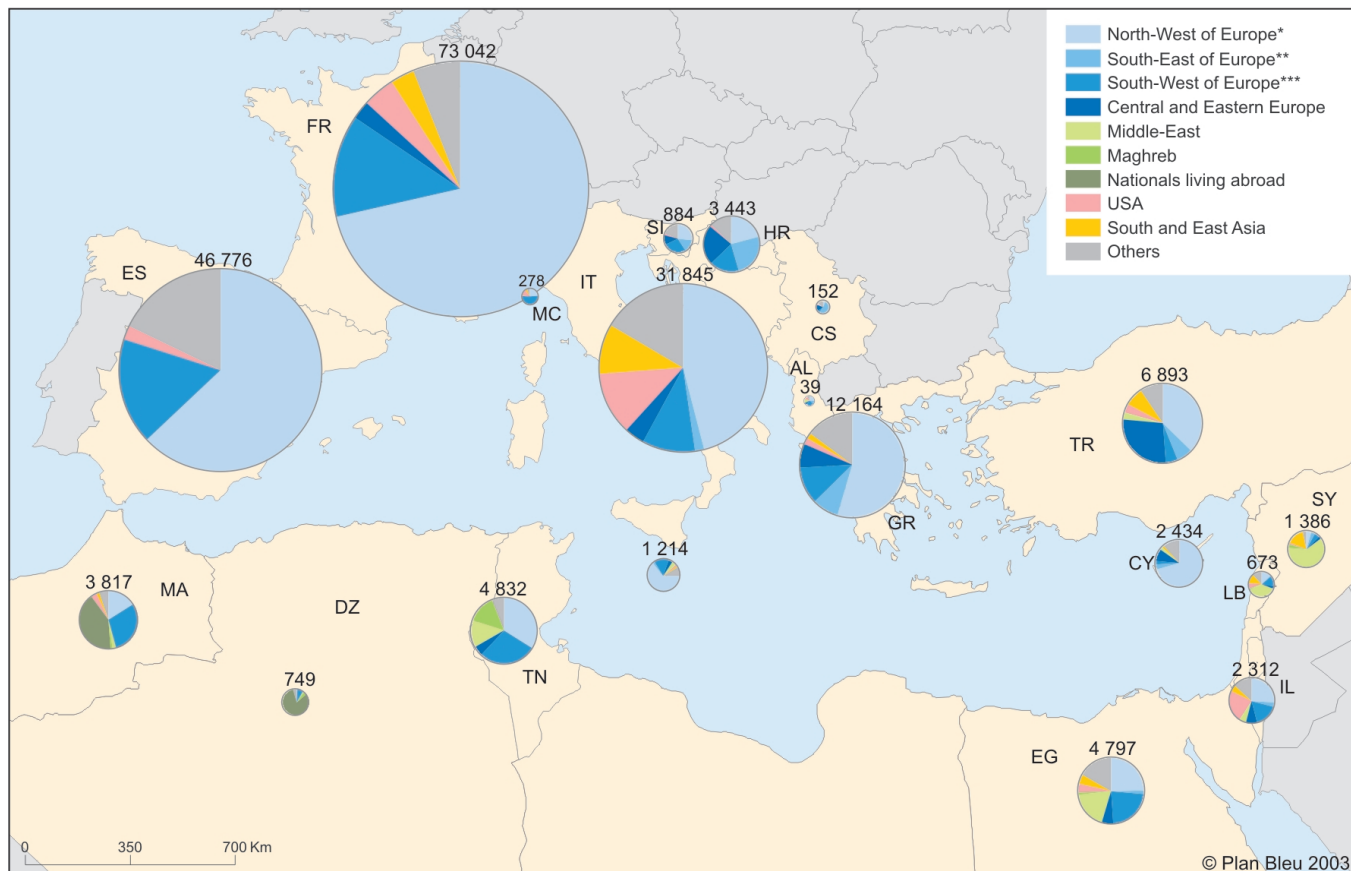 73 042
FR
North-West of Europe*
South-East of Europe**
South-West of Europe***
Central and Eastern Europe
Middle-East
Maghreb
Nationals living abroad
USA
South and East Asia
Others
SI
884
3 443
HR
ES
46 776
278
MC
IT
31 845
152
CS
AL
39
12 164
GR
6 893
TR
SY
1 386
2 434
CY
673
LB
1 214
3 817
MA
DZ
4 832
TN
749
2 312
IL
EG
4 797
0 350 700 Km
© Plan Bleu 2003